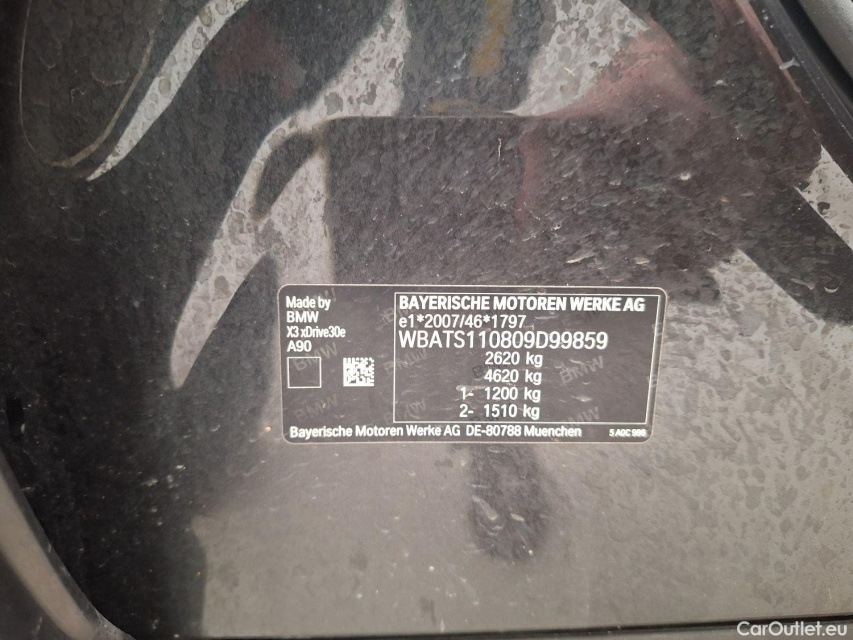 Made by
BMW
X3 xDrive30e
A90
BAYERISCHE MOTOREN WERKE AG
e1*2007/46*1797
WBATS110809D99859
2620 kg
4620 kg
1- 1200 kg
2- 1510 kg
Bayerische Motoren Werke AG DE-80788 Muenchen
CarOutlet.eu